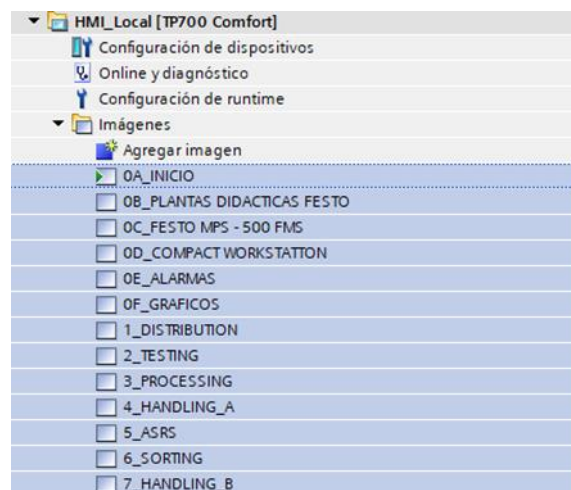 HMI_Local [TP700 Comfort]
Configuración de dispositivos
Online y diagnóstico
Configuración de runtime
Imágenes
Agregar imagen
0A_INICIO
0B_PLANTAS DIDACTICAS FESTO
0C_FESTO MPS - 500 FMS
0D_COMPACT WORKSTATTON
0E_ALARMAS
0F_GRAFICOS
1_DISTRIBUTION
2_TESTING
3_PROCESSING
4_HANDLING_A
5_ASRS
6_SORTING
7_HANDLING_B